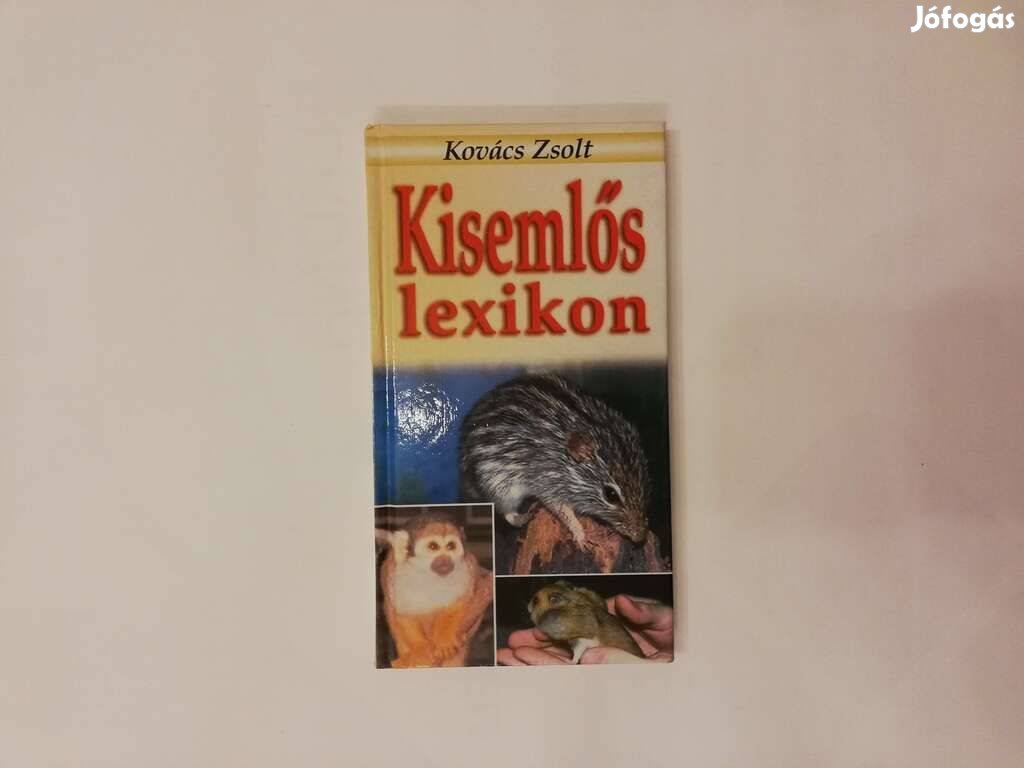 Jófogás
Kovács Zsolt
Kisemlős
lexikon